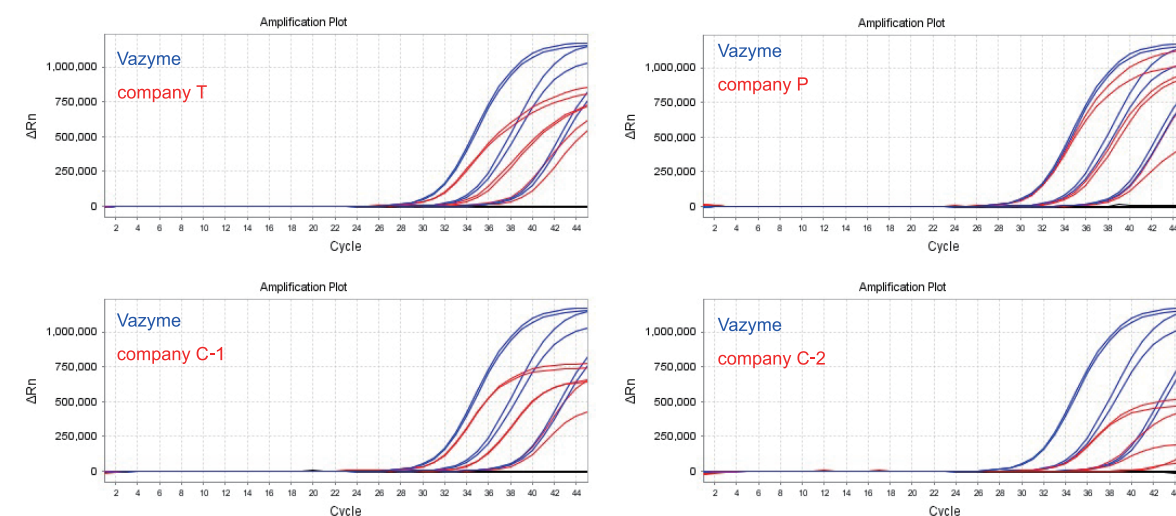 Amplification Plot
Vazyme
company T
1,000,000
750,000
500,000
250,000
0
ΔRn
2 4 6 8 10 12 14 16 18 20 22 24 26 28 30 32 34 36 38 40 42 44
Cycle
Amplification Plot
Vazyme
company P
1,000,000
750,000
500,000
250,000
0
ΔRn
2 4 6 8 10 12 14 16 18 20 22 24 26 28 30 32 34 36 38 40 42 44
Cycle
Amplification Plot
Vazyme
company C-1
1,000,000
750,000
500,000
250,000
0
ΔRn
2 4 6 8 10 12 14 16 18 20 22 24 26 28 30 32 34 36 38 40 42 44
Cycle
Amplification Plot
Vazyme
company C-2
1,000,000
750,000
500,000
250,000
0
ΔRn
2 4 6 8 10 12 14 16 18 20 22 24 26 28 30 32 34 36 38 40 42 44
Cycle